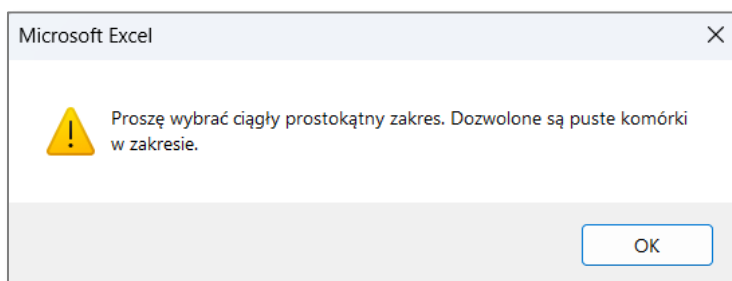 Microsoft Excel
Proszę wybrać ciągły prostokątny zakres. Dozwolone są puste komórki
w zakresie.
OK